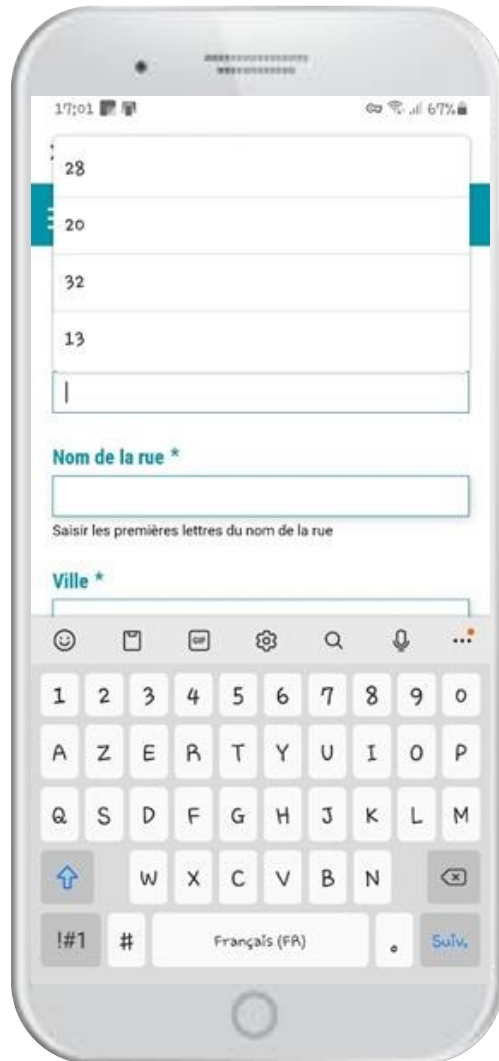 17:01 67%
28
20
32
13
Nom de la rue *
Saisir les premières lettres du nom de la rue
Ville *
GIF
1 2 3 4 5 6 7 8 9 0
A Z E R T Y U I O P
Q S D F G H J K L M
W X C V B N
!#1 # Français (FR) . Suiv.